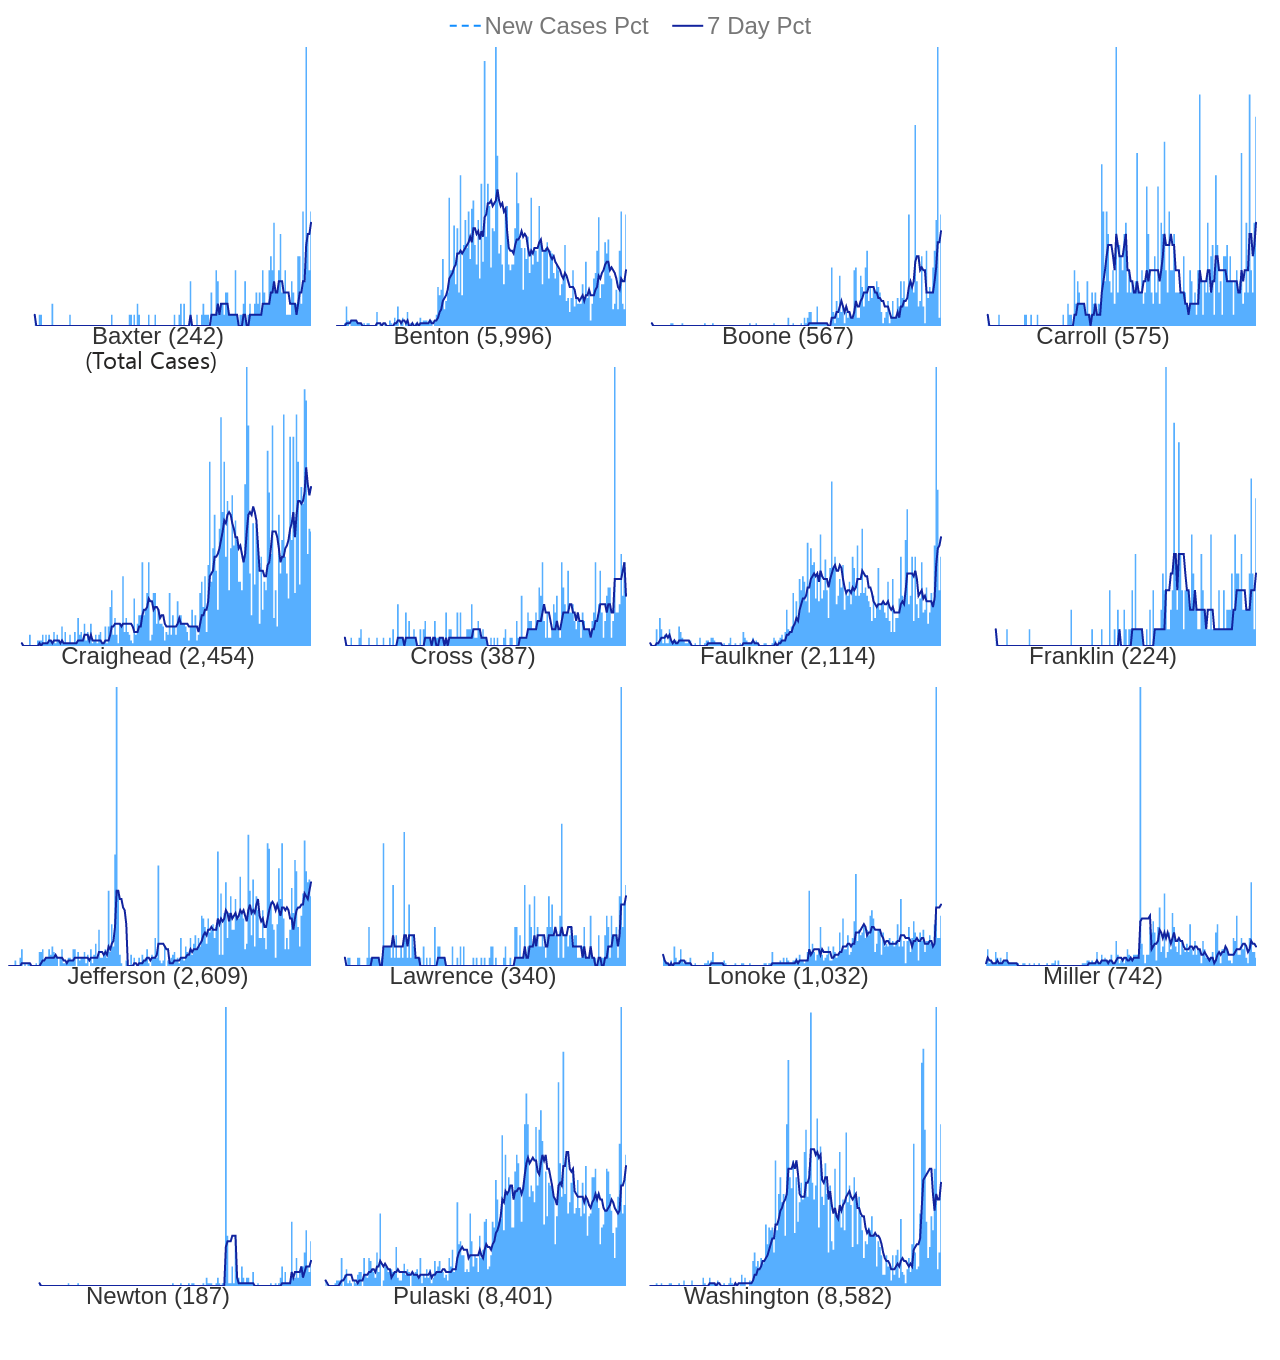 New Cases Pct 7 Day Pct
Baxter (242) Benton (5,996) Boone (567) Carroll (575)
(Total Cases)
Craighead (2,454) Cross (387) Faulkner (2,114) Franklin (224)
Jefferson (2,609) Lawrence (340) Lonoke (1,032) Miller (742)
Newton (187) Pulaski (8,401) Washington (8,582)